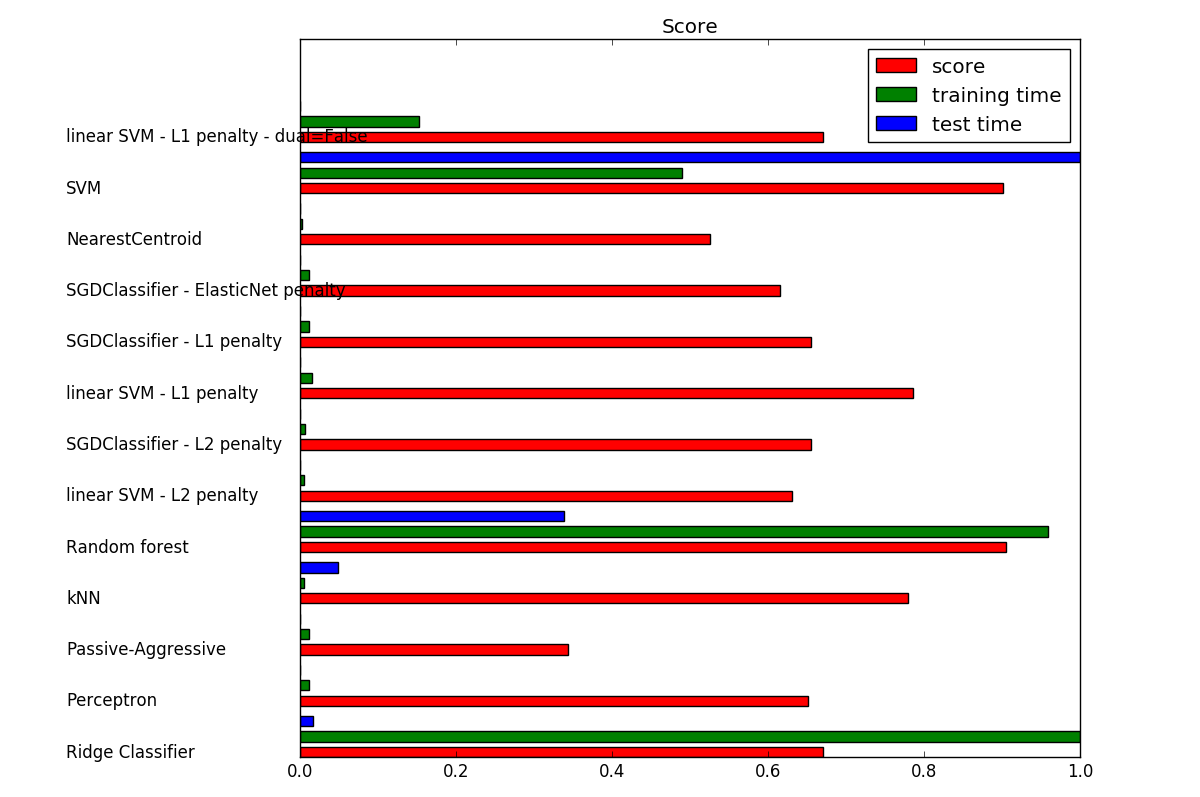 Score
score
training time
test time
linear SVM - L1 penalty - dual=False
SVM
NearestCentroid
SGDClassifier - ElasticNet penalty
SGDClassifier - L1 penalty
linear SVM - L1 penalty
SGDClassifier - L2 penalty
linear SVM - L2 penalty
Random forest
kNN
Passive-Aggressive
Perceptron
Ridge Classifier
0.0 0.2 0.4 0.6 0.8 1.0